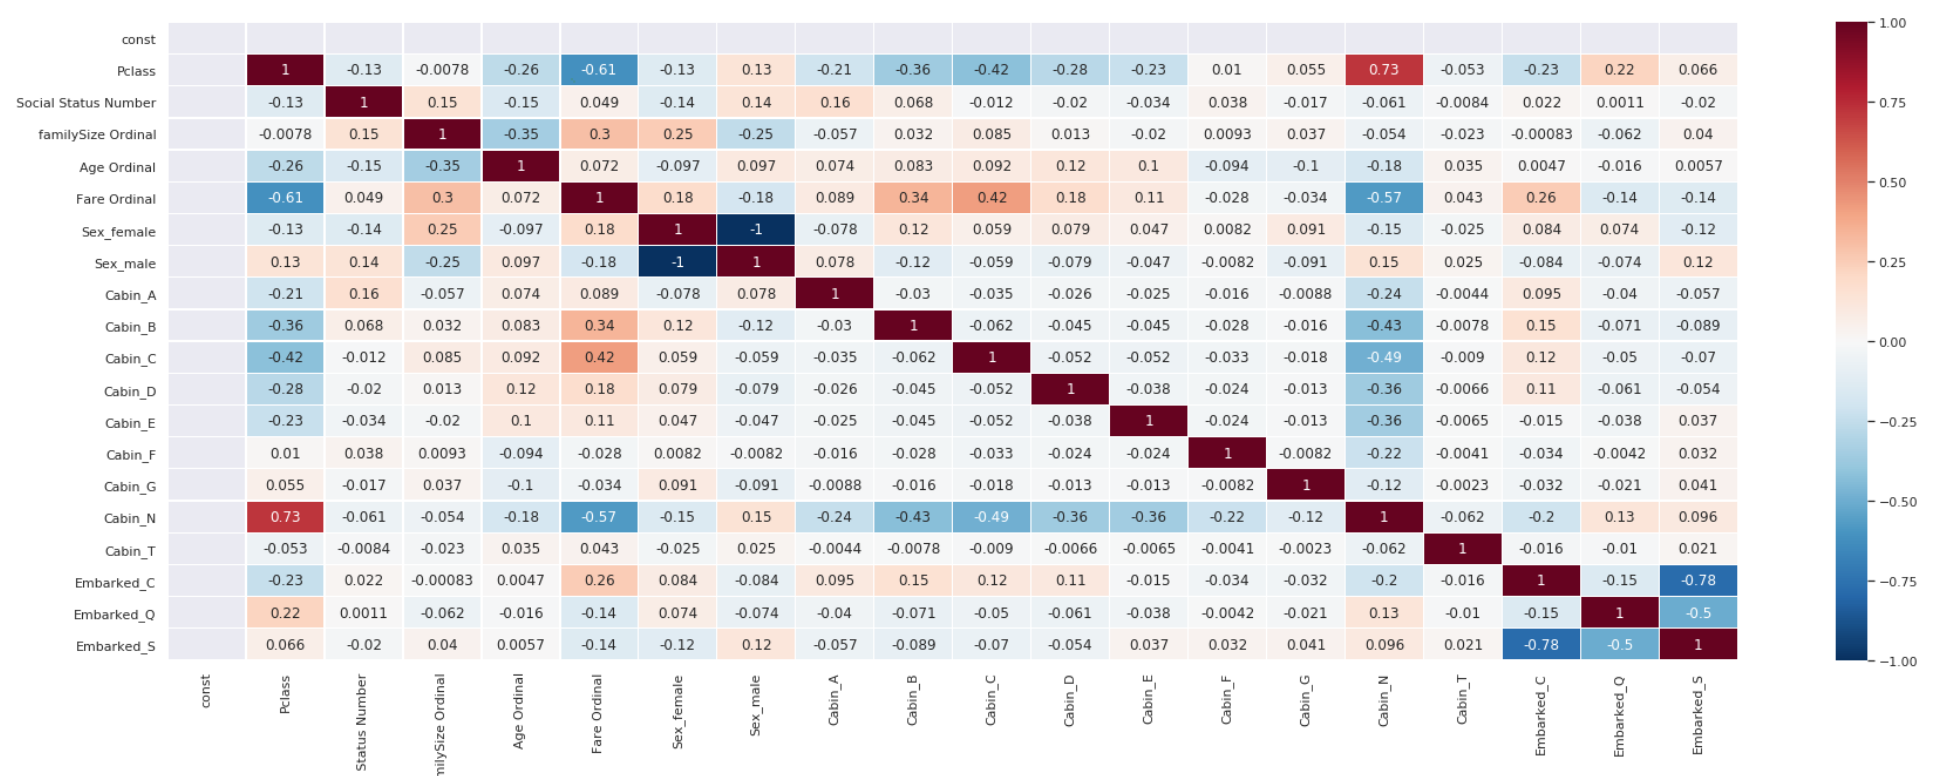 const
Pclass 1 -0.13 -0.0078 -0.26 -0.61 -0.13 0.13 -0.21 -0.36 -0.42 -0.28 -0.23 0.01 0.055 0.73 -0.053 -0.23 0.22 0.066
Social Status Number -0.13 1 0.15 -0.15 0.049 -0.14 0.14 0.16 0.068 -0.012 -0.02 -0.034 0.038 -0.017 -0.061 -0.0084 0.022 0.0011 -0.02
familySize Ordinal -0.0078 0.15 1 -0.35 0.3 0.25 -0.25 -0.057 0.032 0.085 0.013 -0.02 0.0093 0.037 -0.054 -0.023 -0.00083 -0.062 0.04
Age Ordinal -0.26 -0.15 -0.35 1 0.072 -0.097 0.097 0.074 0.083 0.092 0.12 0.1 -0.094 -0.1 -0.18 0.035 0.0047 -0.016 0.0057
Fare Ordinal -0.61 0.049 0.3 0.072 1 0.18 -0.18 0.089 0.34 0.42 0.18 0.11 -0.028 -0.034 -0.57 0.043 0.26 -0.14 -0.14
Sex_female -0.13 -0.14 0.25 -0.097 0.18 1 -1 -0.078 0.12 0.059 0.079 0.047 0.0082 0.091 -0.15 -0.025 0.084 0.074 -0.12
Sex_male 0.13 0.14 -0.25 0.097 -0.18 -1 1 0.078 -0.12 -0.059 -0.079 -0.047 -0.0082 -0.091 0.15 0.025 -0.084 -0.074 0.12
Cabin_A -0.21 0.16 -0.057 0.074 0.089 -0.078 0.078 1 -0.03 -0.035 -0.026 -0.025 -0.016 -0.0088 -0.24 -0.0044 0.095 -0.04 -0.057
Cabin_B -0.36 0.068 0.032 0.083 0.34 0.12 -0.12 -0.03 1 -0.062 -0.045 -0.045 -0.028 -0.016 -0.43 -0.0078 0.15 -0.071 -0.089
Cabin_C -0.42 -0.012 0.085 0.092 0.42 0.059 -0.059 -0.035 -0.062 1 -0.052 -0.052 -0.033 -0.018 -0.49 -0.009 0.12 -0.05 -0.07
Cabin_D -0.28 -0.02 0.013 0.12 0.18 0.079 -0.079 -0.026 -0.045 -0.052 1 -0.038 -0.024 -0.013 -0.36 -0.0066 0.11 -0.061 -0.054
Cabin_E -0.23 -0.034 -0.02 0.1 0.11 0.047 -0.047 -0.025 -0.045 -0.052 -0.038 1 -0.024 -0.013 -0.36 -0.0065 -0.015 -0.038 0.037
Cabin_F 0.01 0.038 0.0093 -0.094 -0.028 0.0082 -0.0082 -0.016 -0.028 -0.033 -0.024 -0.024 1 -0.0082 -0.22 -0.0041 -0.034 -0.0042 0.032
Cabin_G 0.055 -0.017 0.037 -0.1 -0.034 0.091 -0.091 -0.0088 -0.016 -0.018 -0.013 -0.013 -0.0082 1 -0.12 -0.0023 -0.032 -0.021 0.041
Cabin_N 0.73 -0.061 -0.054 -0.18 -0.57 -0.15 0.15 -0.24 -0.43 -0.49 -0.36 -0.36 -0.22 -0.12 1 -0.062 -0.2 0.13 0.096
Cabin_T -0.053 -0.0084 -0.023 0.035 0.043 -0.025 0.025 -0.0044 -0.0078 -0.009 -0.0066 -0.0065 -0.0041 -0.0023 -0.062 1 -0.016 -0.01 0.021
Embarked_C -0.23 0.022 -0.00083 0.0047 0.26 0.084 -0.084 0.095 0.15 0.12 0.11 -0.015 -0.034 -0.032 -0.2 -0.016 1 -0.15 -0.78
Embarked_Q 0.22 0.0011 -0.062 -0.016 -0.14 0.074 -0.074 -0.04 -0.071 -0.05 -0.061 -0.038 -0.0042 -0.021 0.13 -0.01 -0.15 1 -0.5
Embarked_S 0.066 -0.02 0.04 0.0057 -0.14 -0.12 0.12 -0.057 -0.089 -0.07 -0.054 0.037 0.032 0.041 0.096 0.021 -0.78 -0.5 1
const
Pclass
Status Number
milySize Ordinal
Age Ordinal
Fare Ordinal
Sex_female
Sex_male
Cabin_A
Cabin_B
Cabin_C
Cabin_D
Cabin_E
Cabin_F
Cabin_G
Cabin_N
Cabin_T
Embarked_C
Embarked_Q
Embarked_S
1.00
0.75
0.50
0.25
0.00
−0.25
−0.50
−0.75
−1.00